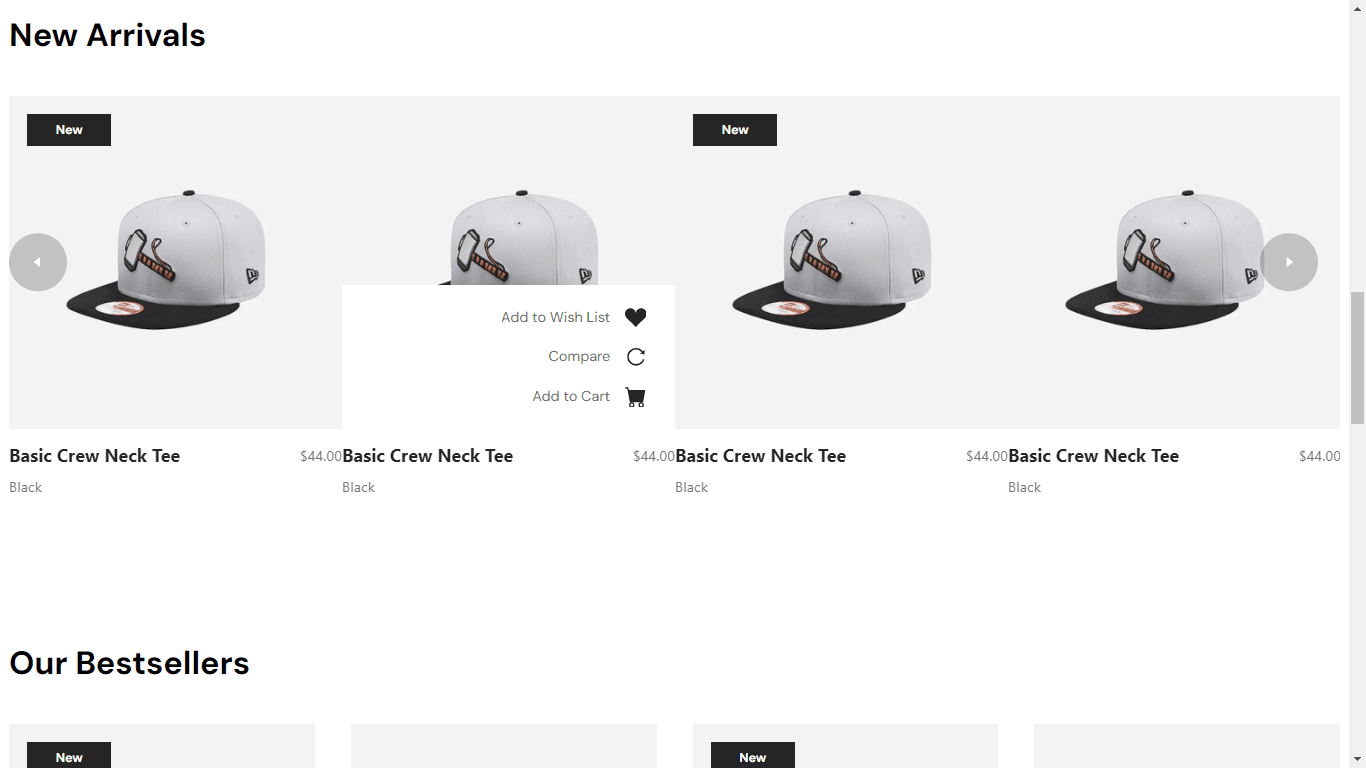 New Arrivals
New
New
Add to Wish List
Compare
Add to Cart
Basic Crew Neck Tee $44.00 Basic Crew Neck Tee $44.00 Basic Crew Neck Tee $44.00 Basic Crew Neck Tee $44.00
Black Black Black Black
Our Bestsellers
New
New